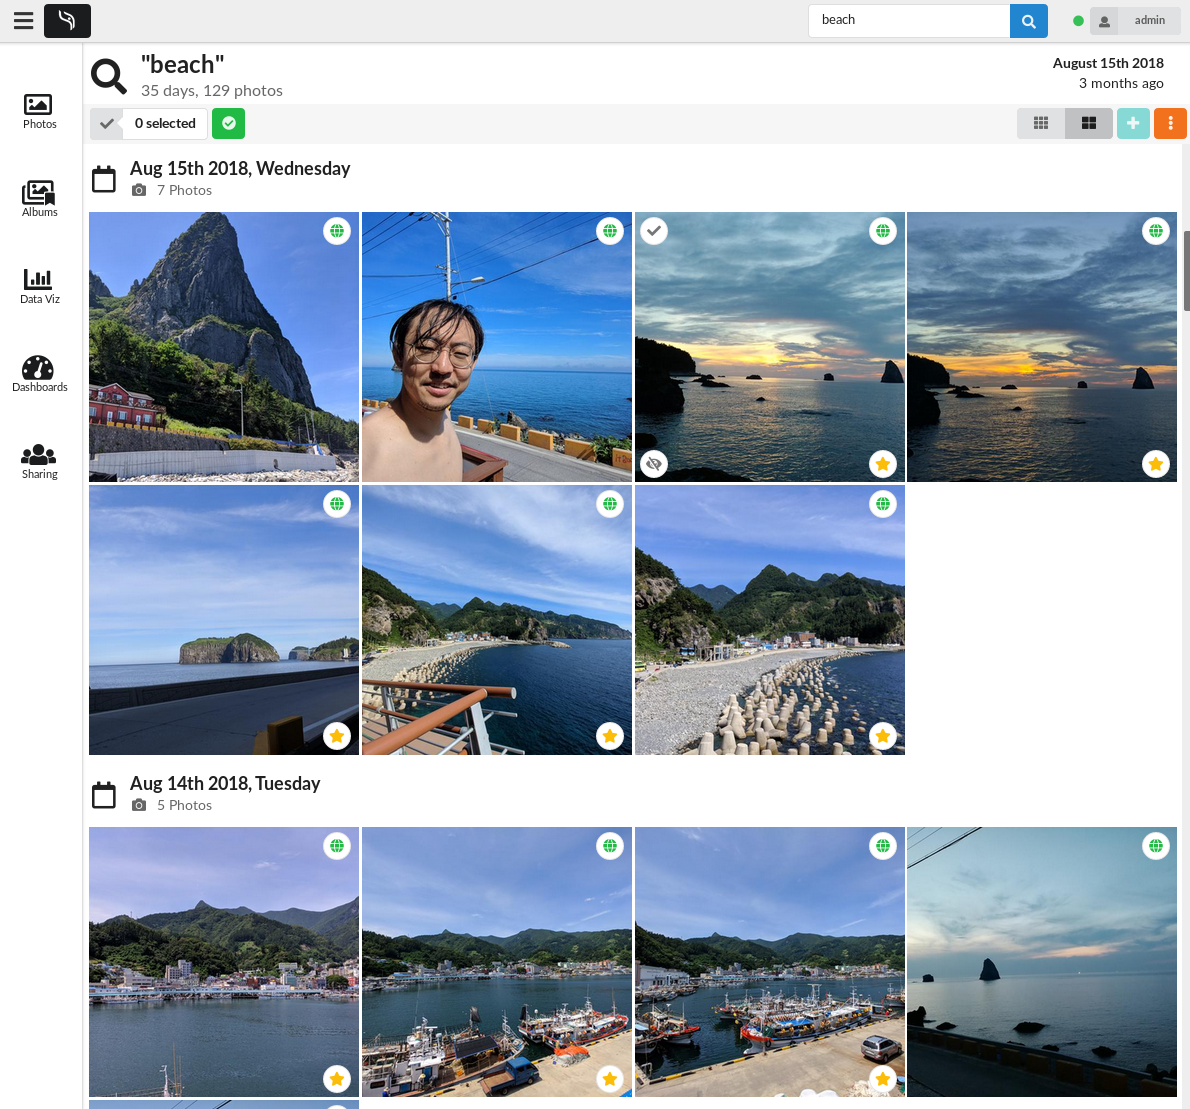 beach
admin
"beach"
35 days, 129 photos
August 15th 2018
3 months ago
0 selected
Photos
Albums
Data Viz
Dashboards
Sharing
Aug 15th 2018, Wednesday
7 Photos
Aug 14th 2018, Tuesday
5 Photos